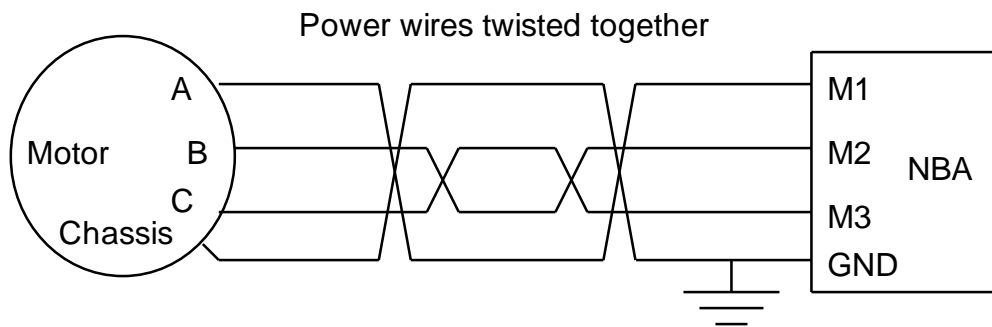 Power wires twisted together
A
M1
Motor
B
M2
NBA
C
M3
Chassis
GND